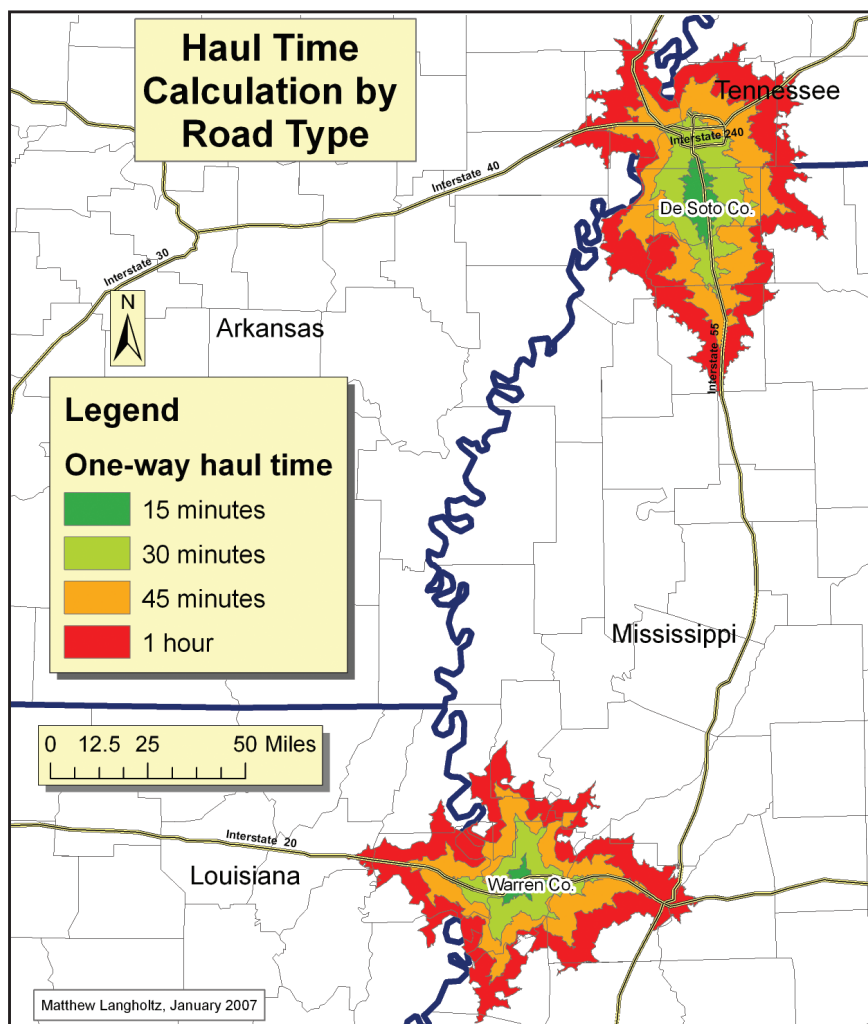 Haul Time
Calculation by
Road Type
Tennessee
Interstate 240
Interstate 40
De Soto Co.
Interstate 30
N
Arkansas
Interstate 55
Legend
One-way haul time
15 minutes
30 minutes
45 minutes
1 hour
Mississippi
0 12.5 25 50 Miles
Interstate 20
Louisiana
Warren Co.
Matthew Langholtz, January 2007